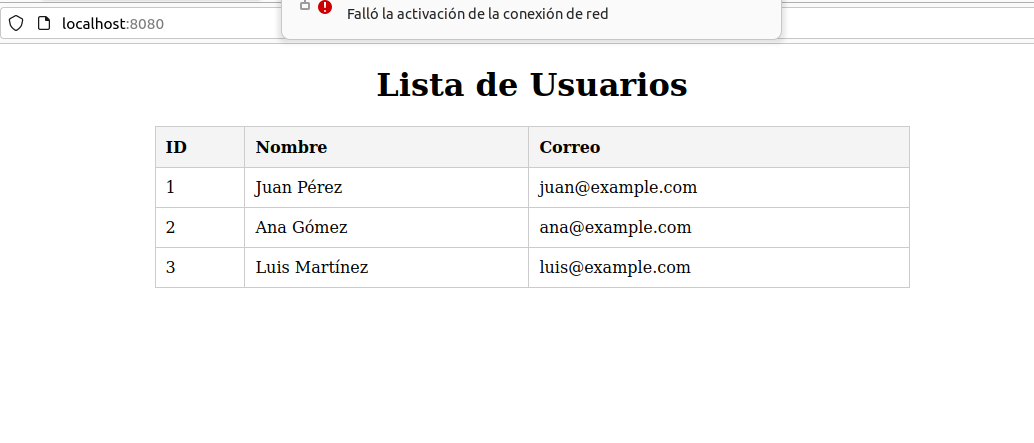 Falló la activación de la conexión de red
localhost:8080
Lista de Usuarios
ID Nombre Correo
1 Juan Pérez juan@example.com
2 Ana Gómez ana@example.com
3 Luis Martínez luis@example.com